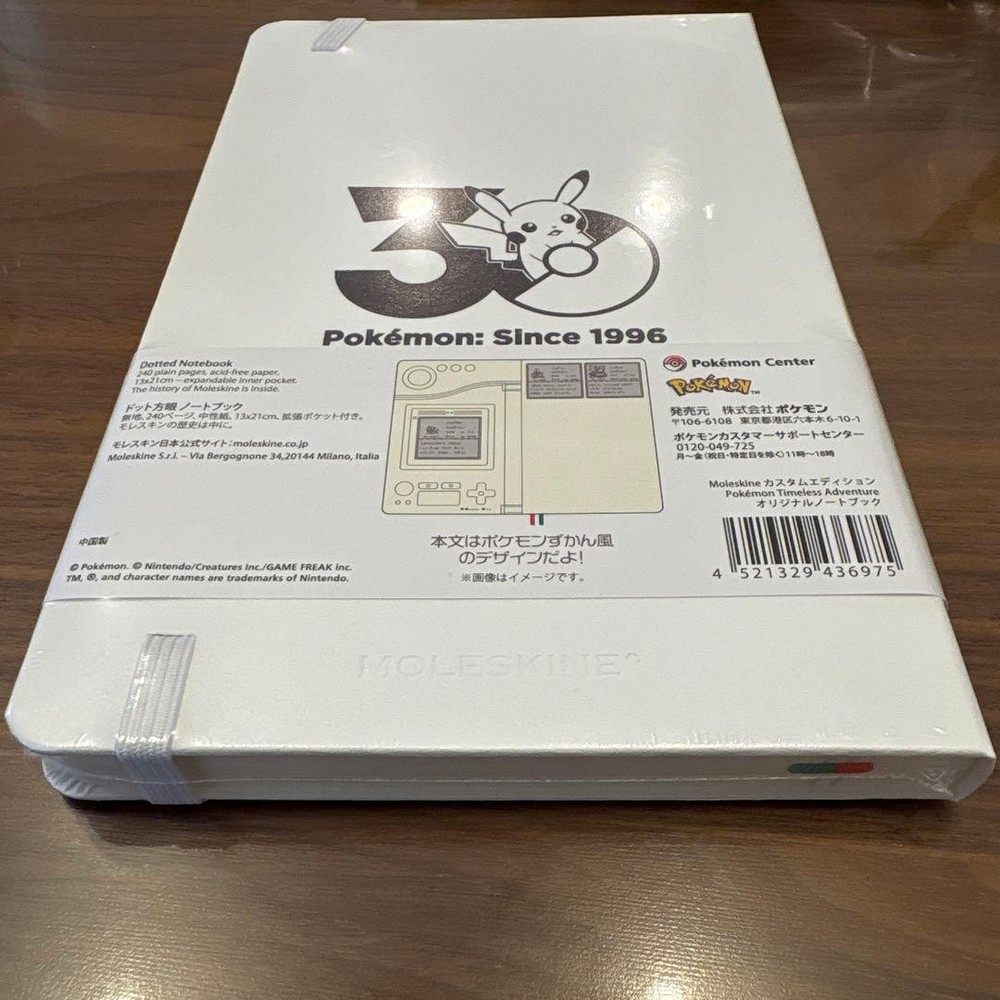 30
Pokémon: Since 1996
Dotted Notebook
240 plain pages, acid-free paper,
13x21cm – expandable inner pocket.
The history of Moleskine is inside.
ドット方眼 ノートブック
無地, 240ページ, 中性紙, 13x21cm, 拡張ポケット付き。
モレスキンの歴史は中に。
モレスキン日本公式サイト:moleskine.co.jp
Moleskine S.r.l. – Via Bergognone 34,20144 Milano, Italia
中国製
© Pokémon. © Nintendo/Creatures Inc./GAME FREAK inc.
TM, ®, and character names are trademarks of Nintendo.
本文はポケモンずかん風
のデザインだよ!
※画像はイメージです。
Pokémon Center
POKéMON TM
発売元 株式会社 ポケモン
〒106-6108 東京都港区六本木6-10-1
ポケモンカスタマーサポートセンター
0120-049-725
月～金(祝日・特定日を除く)11時～18時
Moleskine カスタムエディション
Pokémon Timeless Adventure
オリジナルノートブック
4 521329 436975
MOLESKINE®